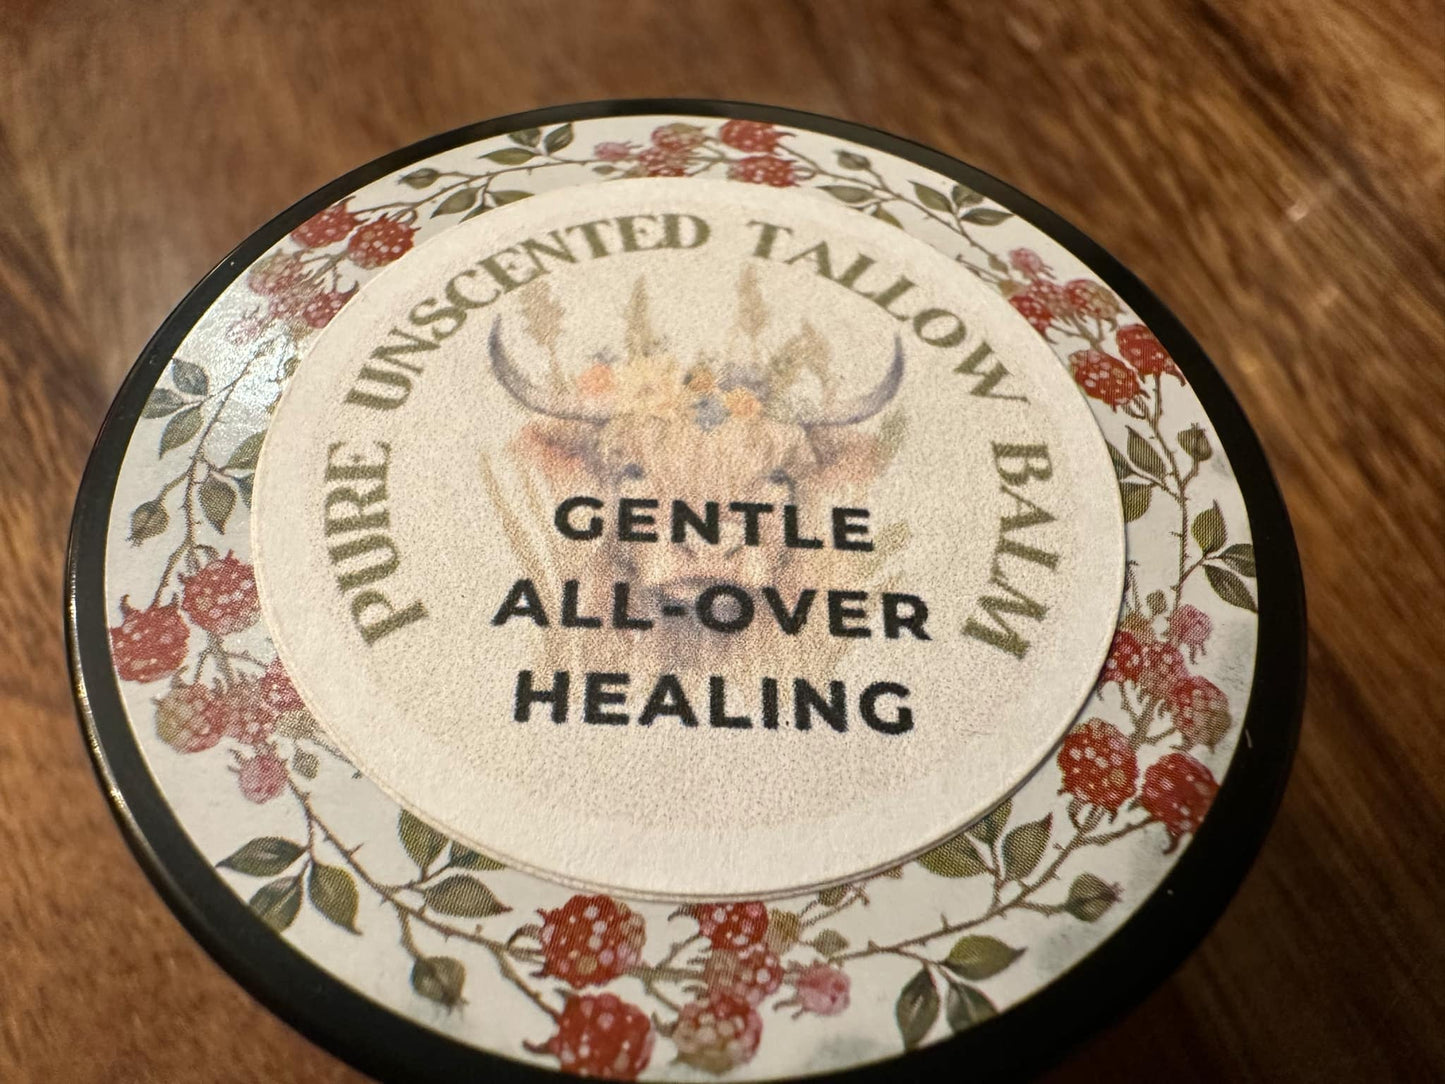 PURE UNSCENTED TALLOW BALM
GENTLE
ALL-OVER
HEALING